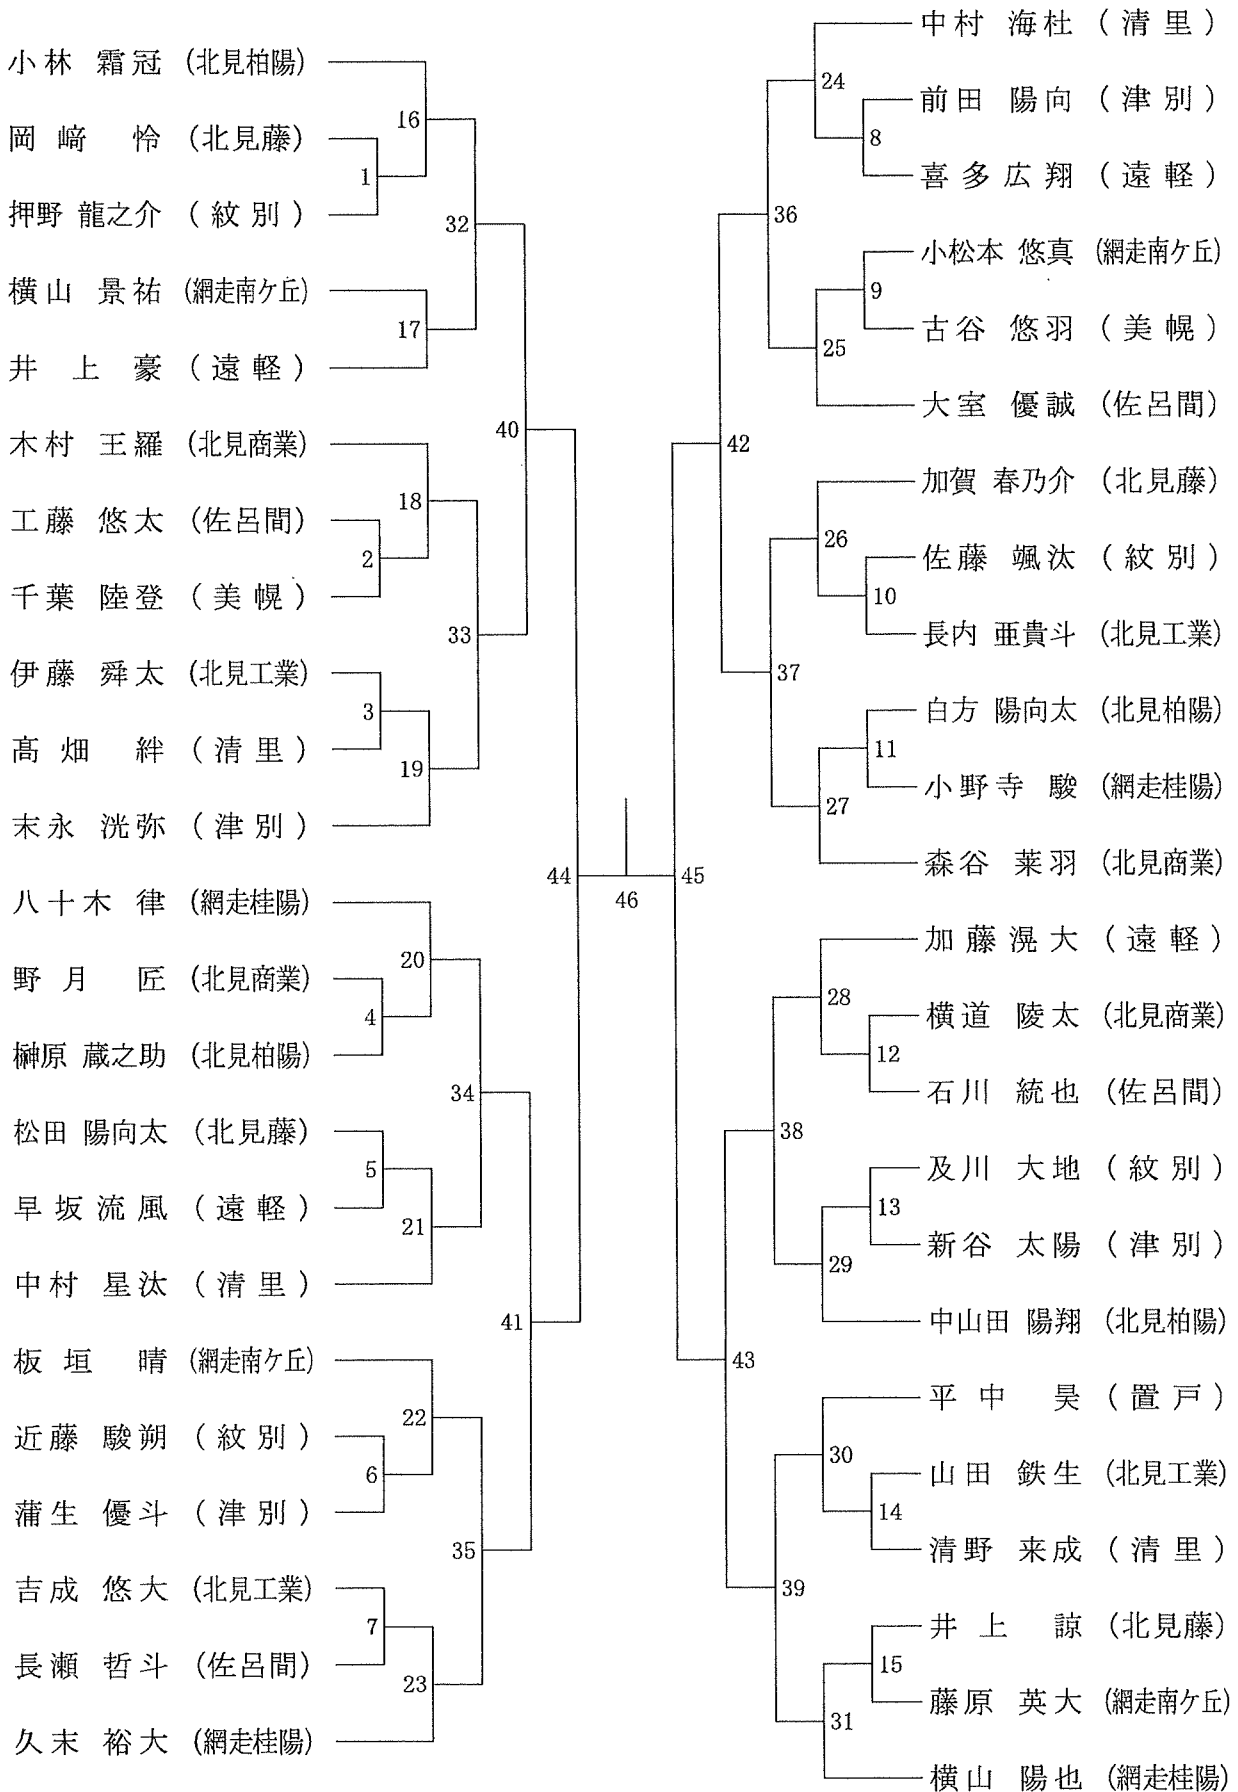 小林 霜冠 (北見柏陽)
16
岡﨑 怜 (北見藤)
1
押野 龍之介 (紋別)
32
横山 景祐 (網走南ケ丘)
17
井上 豪 (遠軽)
40
木村 王羅 (北見商業)
18
工藤 悠太 (佐呂間)
2
千葉 陸登 (美幌)
33
伊藤 舜太 (北見工業)
3
髙畑 絆 (清里)
19
末永 洸弥 (津別)
44
八十木 律 (網走桂陽)
20
野月 匠 (北見商業)
4
榊原 蔵之助 (北見柏陽)
34
松田 陽向太 (北見藤)
5
早坂 流風 (遠軽)
21
中村 星汰 (清里)
41
板垣 晴 (網走南ケ丘)
22
近藤 駿朔 (紋別)
6
蒲生 優斗 (津別)
35
吉成 悠大 (北見工業)
7
長瀬 哲斗 (佐呂間)
23
久末 裕大 (網走桂陽)
46
中村 海杜 (清里)
24
前田 陽向 (津別)
8
喜多 広翔 (遠軽)
36
小松本 悠真 (網走南ケ丘)
9
古谷 悠羽 (美幌)
25
大室 優誠 (佐呂間)
42
加賀 春乃介 (北見藤)
26
佐藤 颯汰 (紋別)
10
長内 亜貴斗 (北見工業)
37
白方 陽向太 (北見柏陽)
11
小野寺 駿 (網走桂陽)
27
森谷 莱羽 (北見商業)
45
加藤 滉大 (遠軽)
28
横道 陵太 (北見商業)
12
石川 統也 (佐呂間)
38
及川 大地 (紋別)
13
新谷 太陽 (津別)
29
中山田 陽翔 (北見柏陽)
43
平中 昊 (置戸)
30
山田 鉄生 (北見工業)
14
清野 来成 (清里)
39
井上 諒 (北見藤)
15
藤原 英大 (網走南ケ丘)
31
横山 陽也 (網走桂陽)